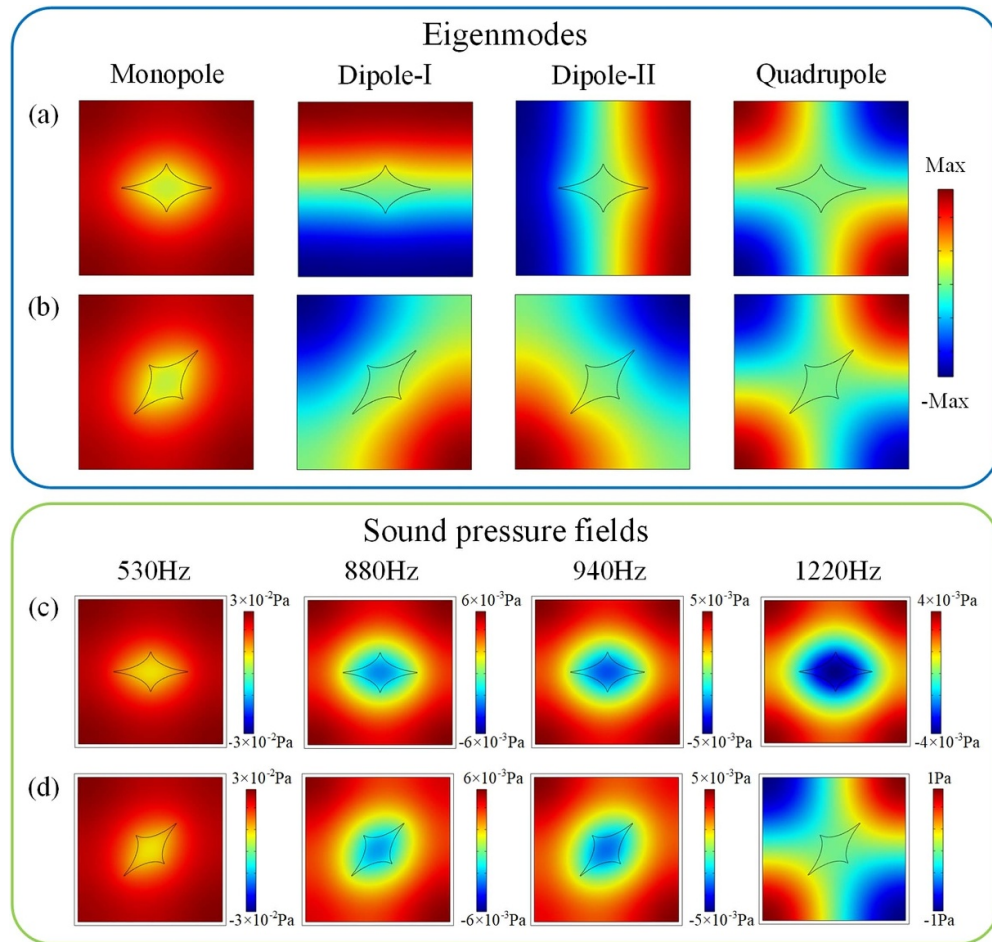 Eigenmodes
Monopole Dipole-I Dipole-II Quadrupole
(a)
Max
(b)
-Max
Sound pressure fields
530Hz 880Hz 940Hz 1220Hz
(c) 3×10⁻²Pa 6×10⁻³Pa 5×10⁻³Pa 4×10⁻³Pa
-3×10⁻²Pa -6×10⁻³Pa -5×10⁻³Pa -4×10⁻³Pa
(d) 3×10⁻²Pa 6×10⁻³Pa 5×10⁻³Pa 1Pa
-3×10⁻²Pa -6×10⁻³Pa -5×10⁻³Pa -1Pa